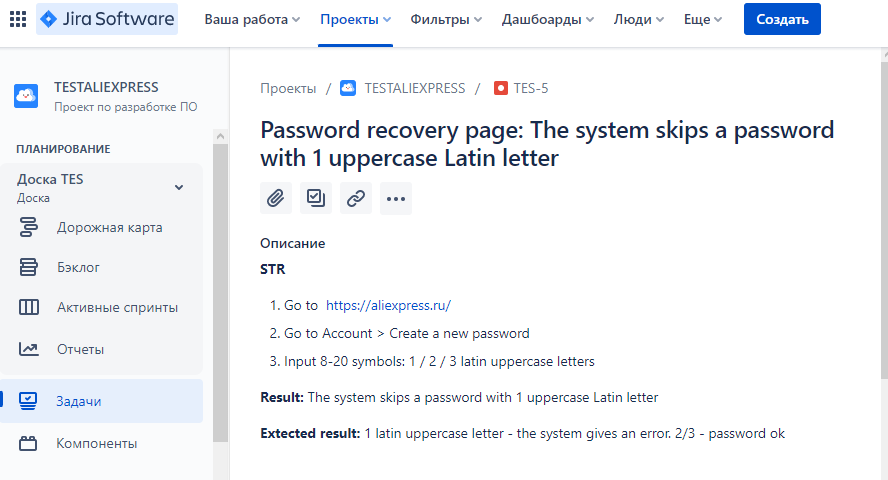 Jira Software
Ваша работа
Проекты
Фильтры
Дашбоарды
Люди
Еще
Создать
TESTALIEXPRESS
Проект по разработке ПО
ПЛАНИРОВАНИЕ
Доска TES
Доска
Дорожная карта
Бэклог
Активные спринты
Отчеты
Задачи
Компоненты
Проекты / TESTALIEXPRESS / TES-5
Password recovery page: The system skips a password
with 1 uppercase Latin letter
Описание
STR
1. Go to https://aliexpress.ru/
2. Go to Account > Create a new password
3. Input 8-20 symbols: 1 / 2 / 3 latin uppercase letters
Result: The system skips a password with 1 uppercase Latin letter
Extected result: 1 latin uppercase letter - the system gives an error. 2/3 - password ok